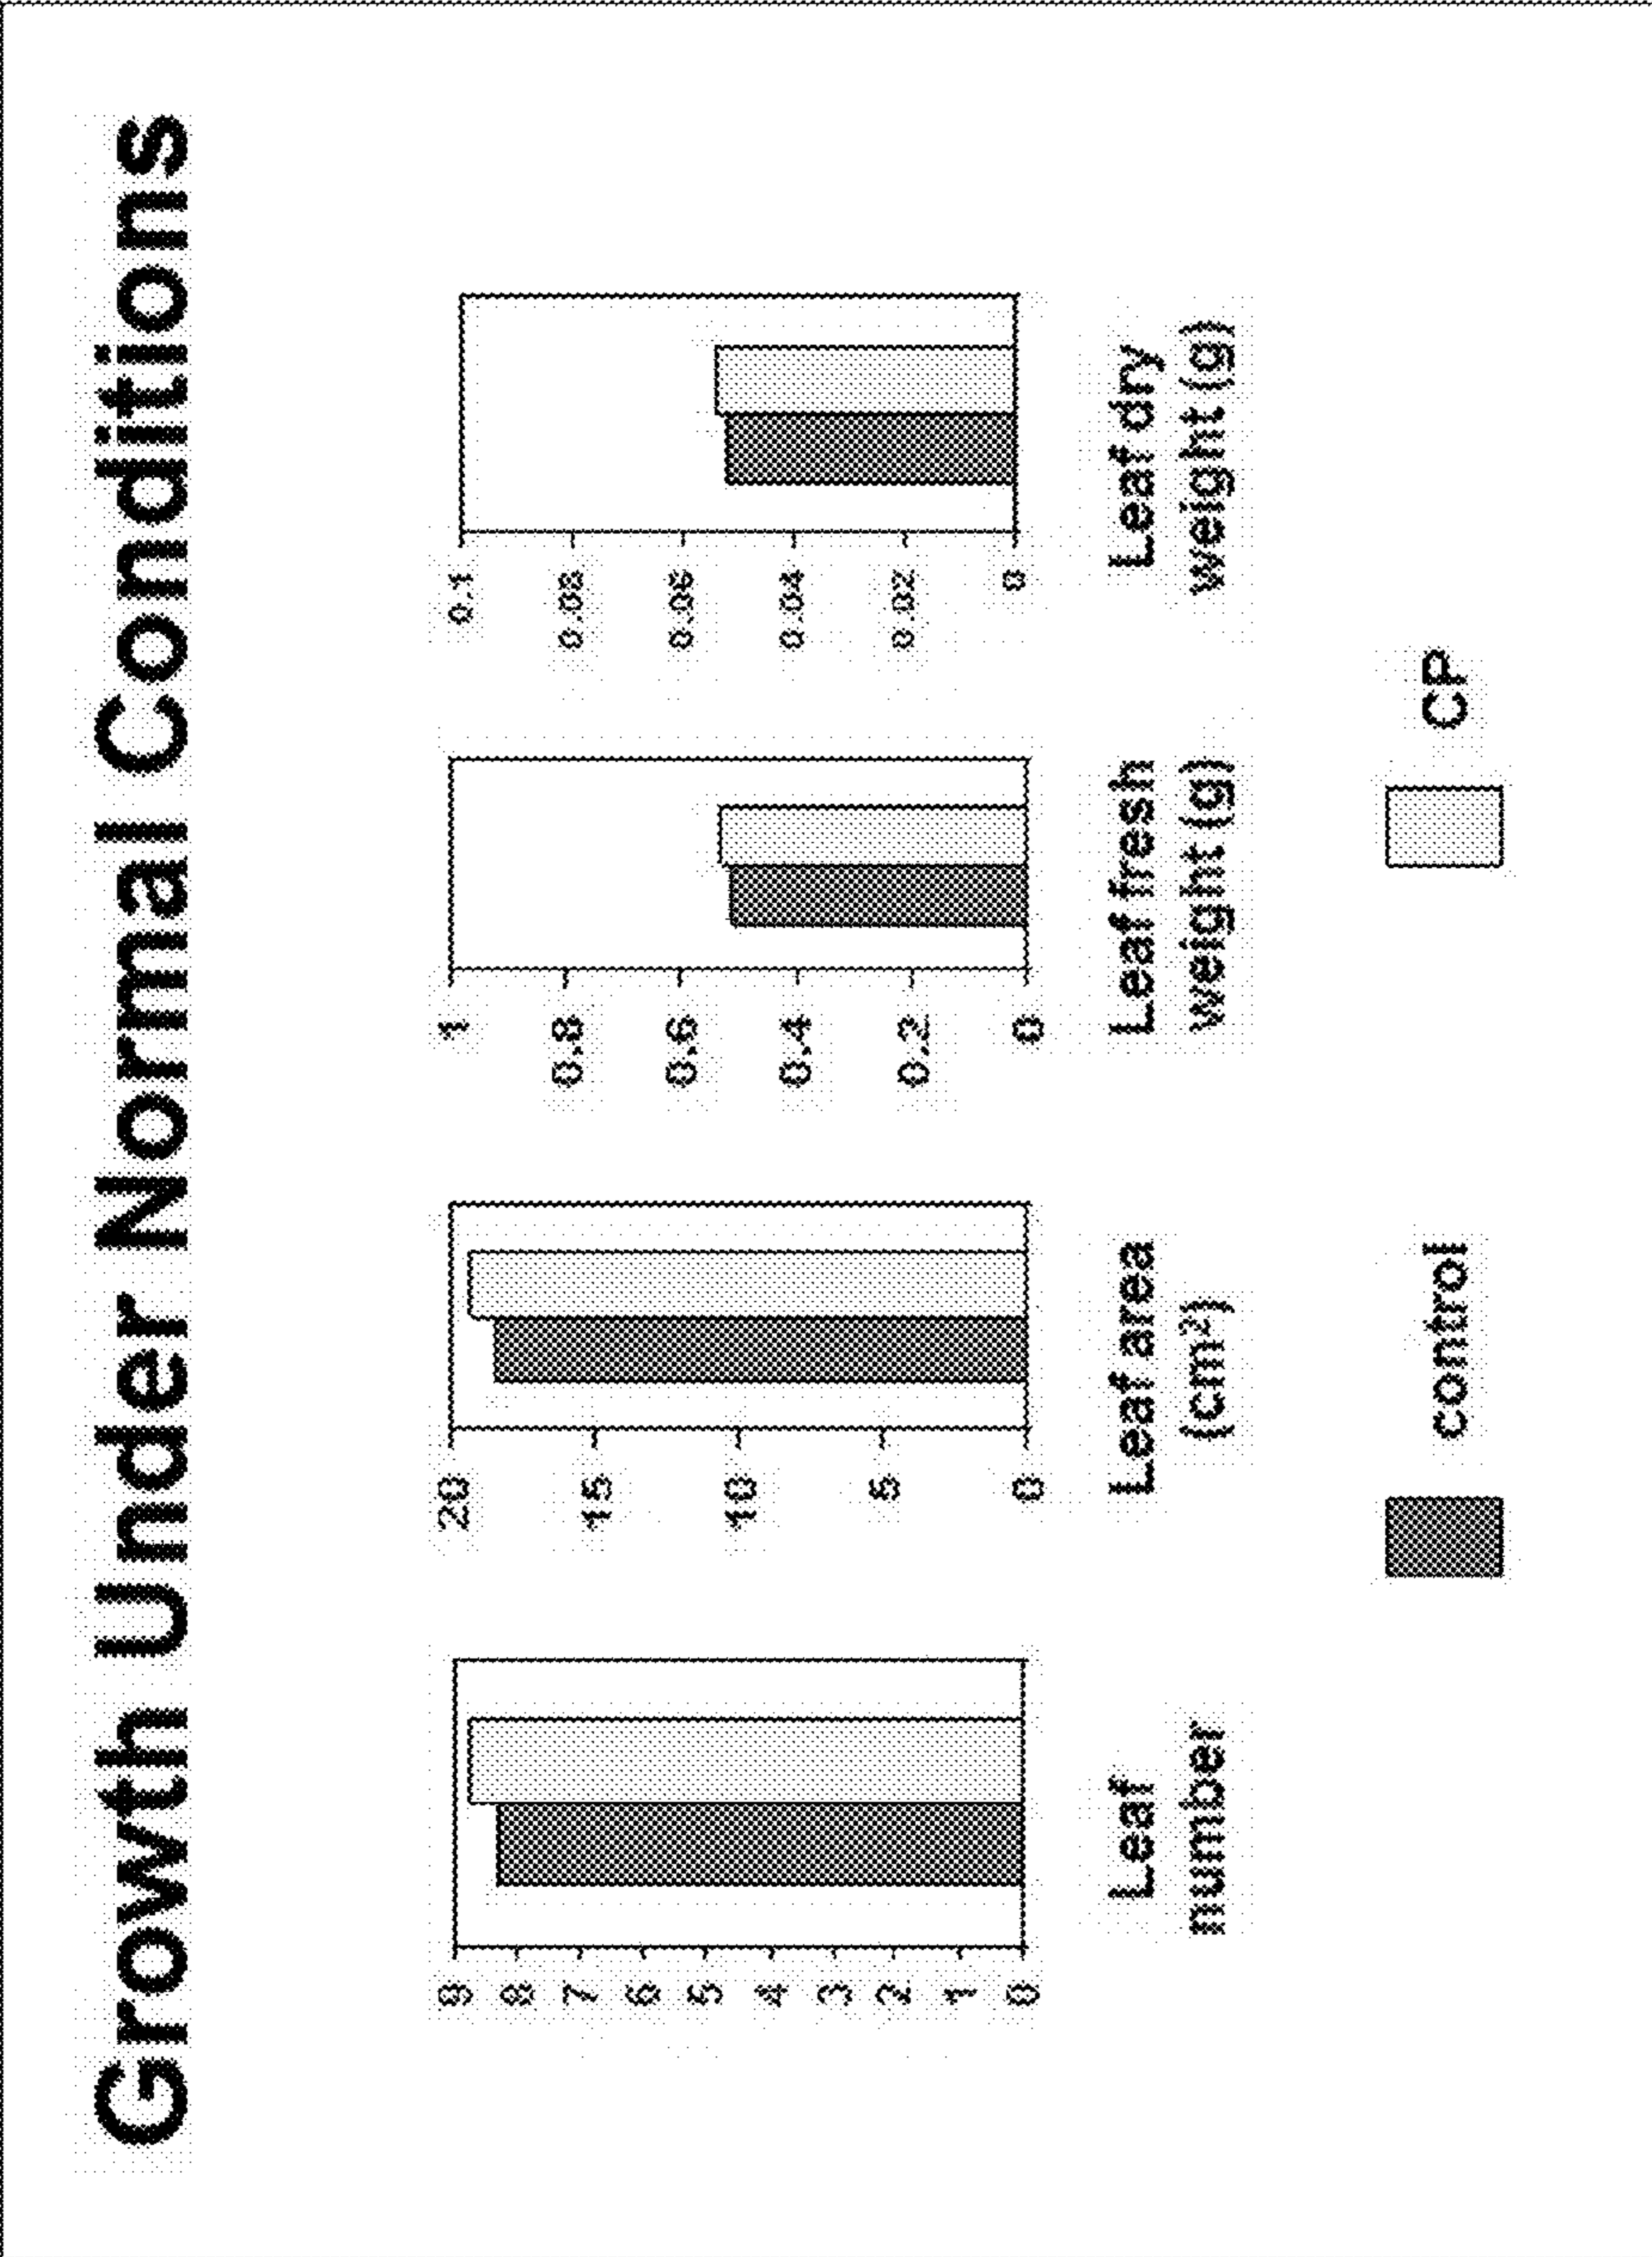 Growth Under Normal Conditions
9
8
7
6
5
4
3
2
1
0
Leaf
number
20
15
10
5
0
Leaf area
(cm²)
1
0.8
0.6
0.4
0.2
0
Leaf fresh
weight (g)
0.1
0.08
0.06
0.04
0.02
0
Leaf dry
weight (g)
control
CP